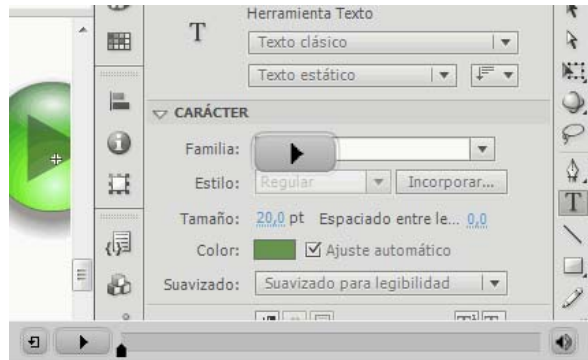 Herramienta Texto
T
Texto clásico
Texto estático
CARÁCTER
Familia:
Estilo: Regular Incorporar...
Tamaño: 20,0 pt Espaciado entre le... 0,0
Color: Ajuste automático
Suavizado: Suavizado para legibilidad
T